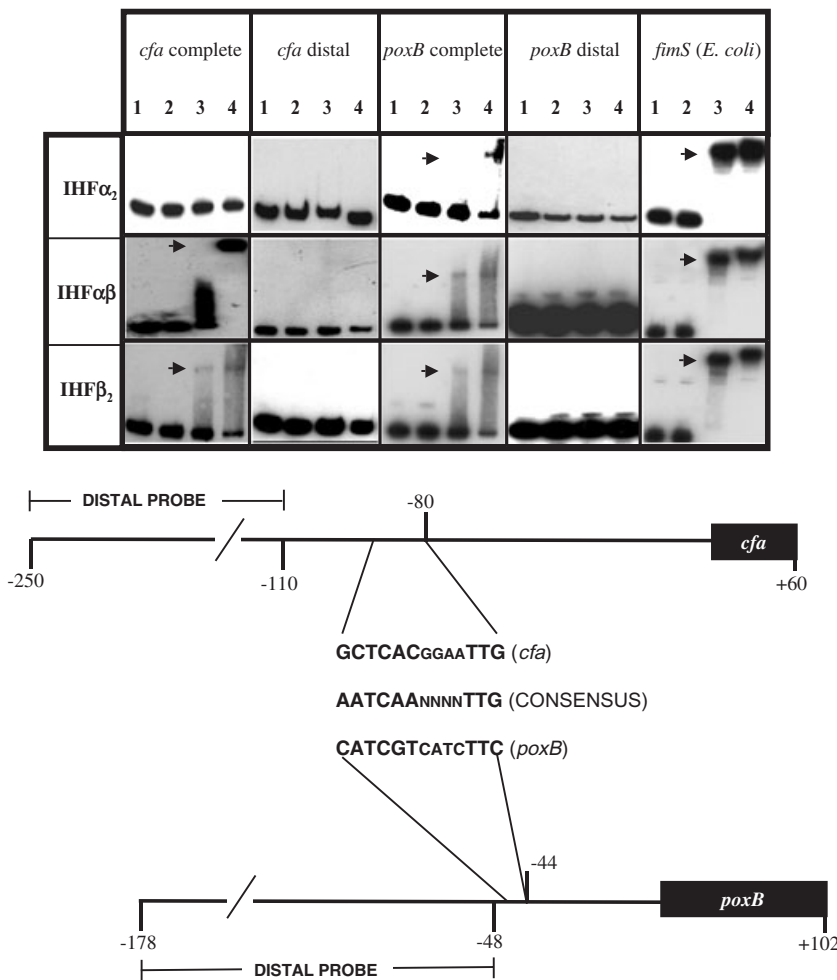 cfa complete cfa distal poxB complete poxB distal fimS (E. coli)
1 2 3 4 1 2 3 4 1 2 3 4 1 2 3 4 1 2 3 4
IHFα₂
IHFαβ
IHFβ₂
DISTAL PROBE
-80
cfa
-250
-110
+60
GCTCACGGAATTG (cfa)
AATCAANNNNTTG (CONSENSUS)
CATCGTCATCTTC (poxB)
-44
poxB
-178
-48
+102
DISTAL PROBE